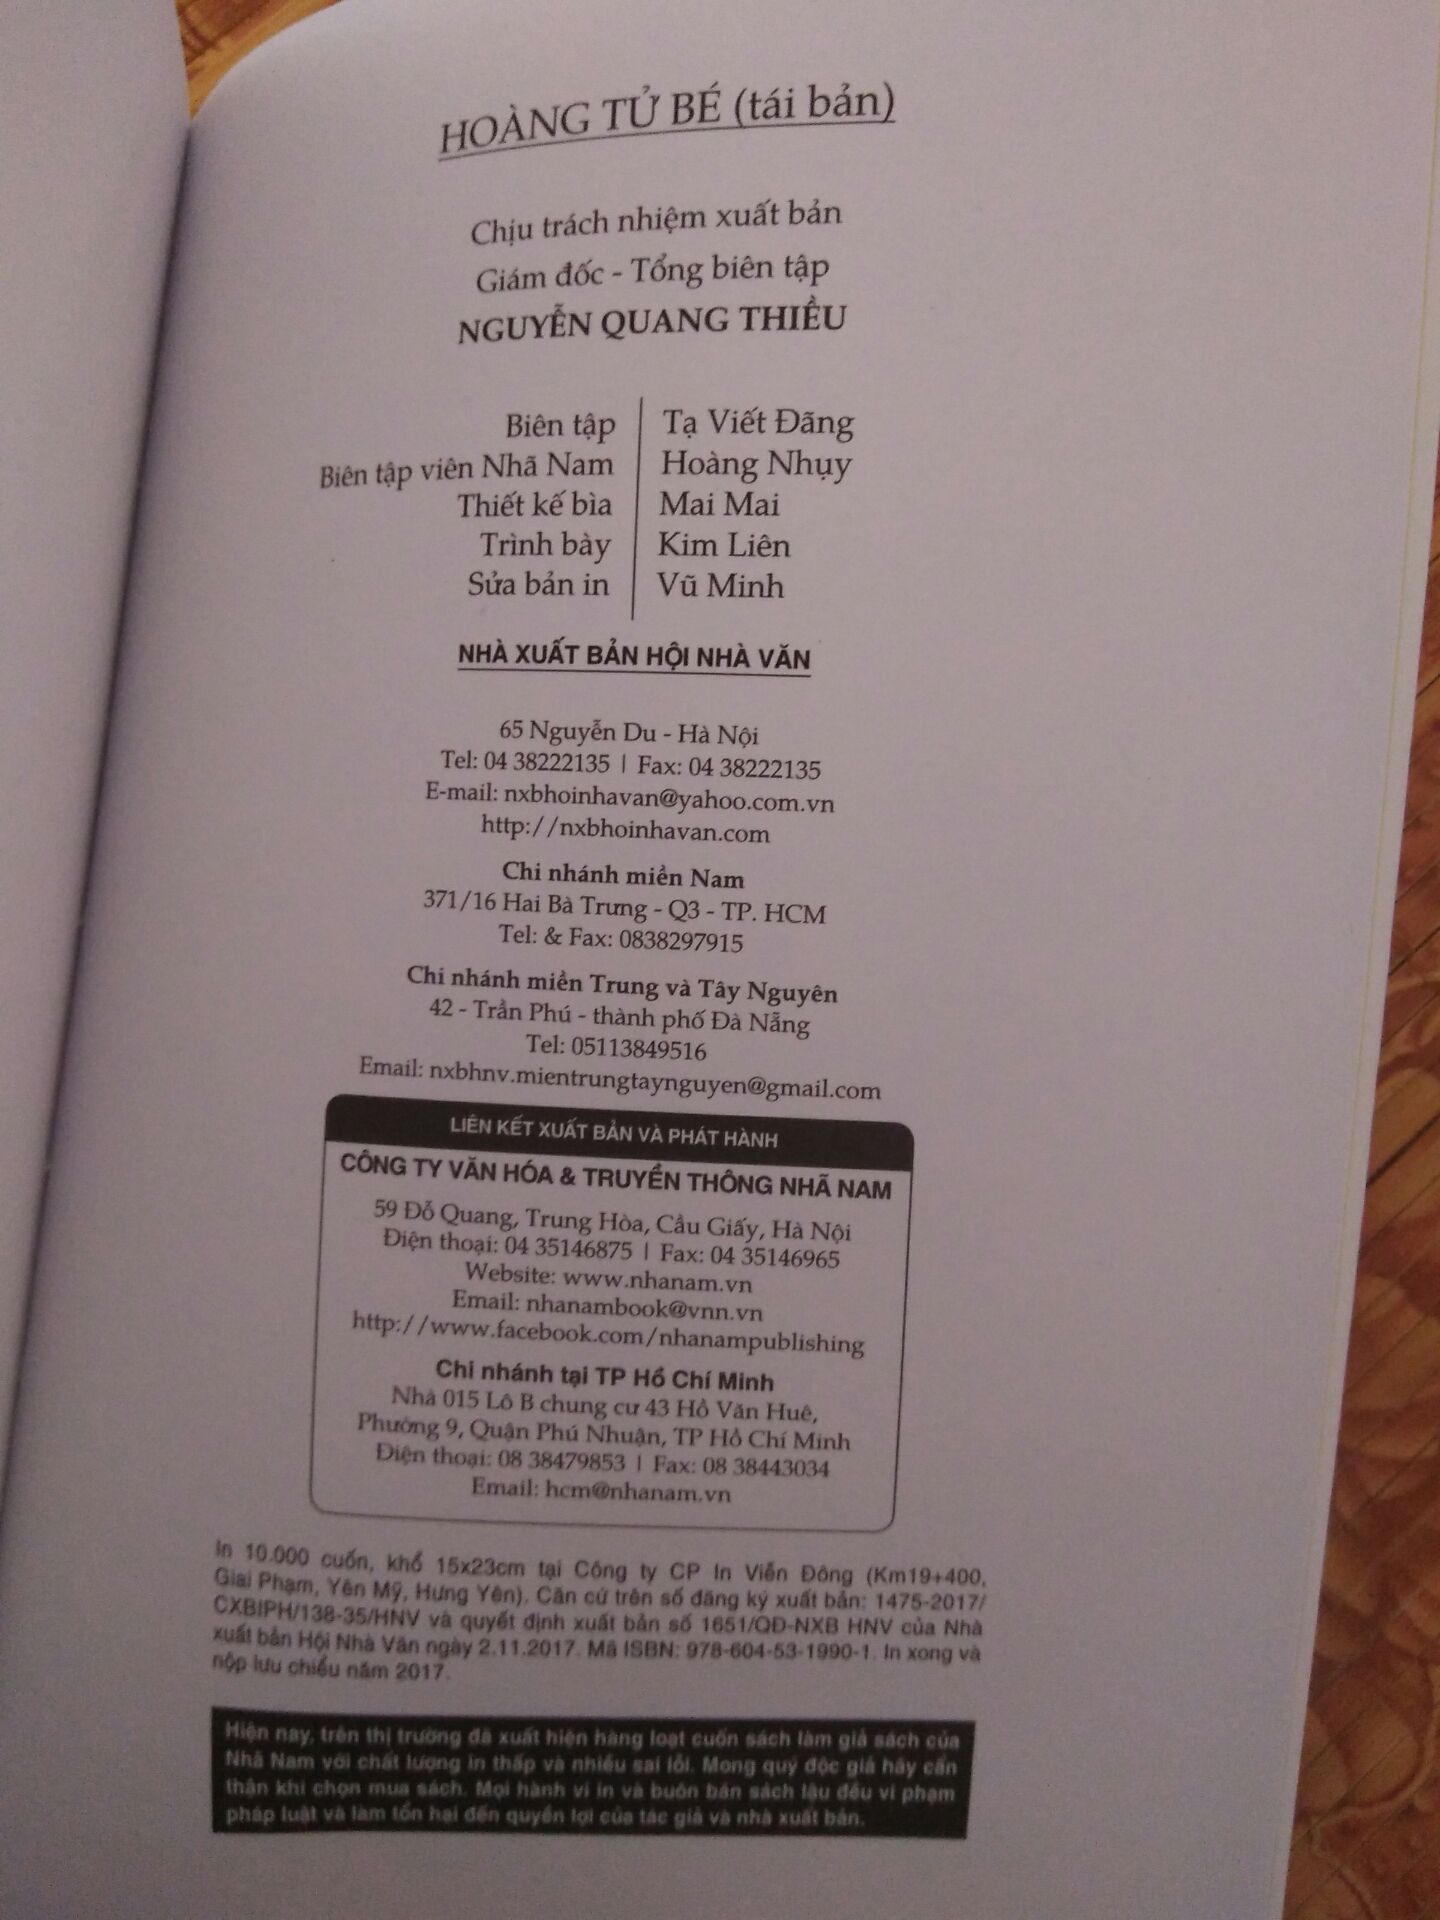 HOÀNG TỬ BÉ (tái bản)
Chịu trách nhiệm xuất bản
Giám đốc - Tổng biên tập
NGUYỄN QUANG THIỀU
Biên tập | Tạ Viết Đãng
Biên tập viên Nhã Nam | Hoàng Nhụy
Thiết kế bìa | Mai Mai
Trình bày | Kim Liên
Sửa bản in | Vũ Minh
NHÀ XUẤT BẢN HỘI NHÀ VĂN
65 Nguyễn Du - Hà Nội
Tel: 04 38222135 | Fax: 04 38222135
E-mail: nxbhoinhavan@yahoo.com.vn
http://nxbhoinhavan.com
Chi nhánh miền Nam
371/16 Hai Bà Trưng - Q3 - TP. HCM
Tel: & Fax: 0838297915
Chi nhánh miền Trung và Tây Nguyên
42 - Trần Phú - thành phố Đà Nẵng
Tel: 05113849516
Email: nxbhnv.mientrungtaynguyen@gmail.com
LIÊN KẾT XUẤT BẢN VÀ PHÁT HÀNH
CÔNG TY VĂN HÓA & TRUYỀN THÔNG NHÃ NAM
59 Đỗ Quang, Trung Hòa, Cầu Giấy, Hà Nội
Điện thoại: 04 35146875 | Fax: 04 35146965
Website: www.nhanam.vn
Email: nhanambook@vnn.vn
http://www.facebook.com/nhanampublishing
Chi nhánh tại TP Hồ Chí Minh
Nhà 015 Lô B chung cư 43 Hồ Văn Huê,
Phường 9, Quận Phú Nhuận, TP Hồ Chí Minh
Điện thoại: 08 38479853 | Fax: 08 38443034
Email: hcm@nhanam.vn
In 10.000 cuốn, khổ 15x23cm tại Công ty CP In Viễn Đông (Km19+400,
Giai Phạm, Yên Mỹ, Hưng Yên). Căn cứ trên số đăng ký xuất bản: 1475-2017/
CXBIPH/138-35/HNV và quyết định xuất bản số 1651/QĐ-NXB HNV của Nhà
xuất bản Hội Nhà Văn ngày 2.11.2017. Mã ISBN: 978-604-53-1990-1. In xong và
nộp lưu chiểu năm 2017.
Hiện nay, trên thị trường đã xuất hiện hàng loạt cuốn sách làm giả sách của
Nhã Nam với chất lượng in thấp và nhiều sai lỗi. Mong quý độc giả hãy cẩn
thận khi chọn mua sách. Mọi hành vi in và buôn bán sách lậu đều vi phạm
pháp luật và làm tổn hại đến quyền lợi của tác giả và nhà xuất bản.